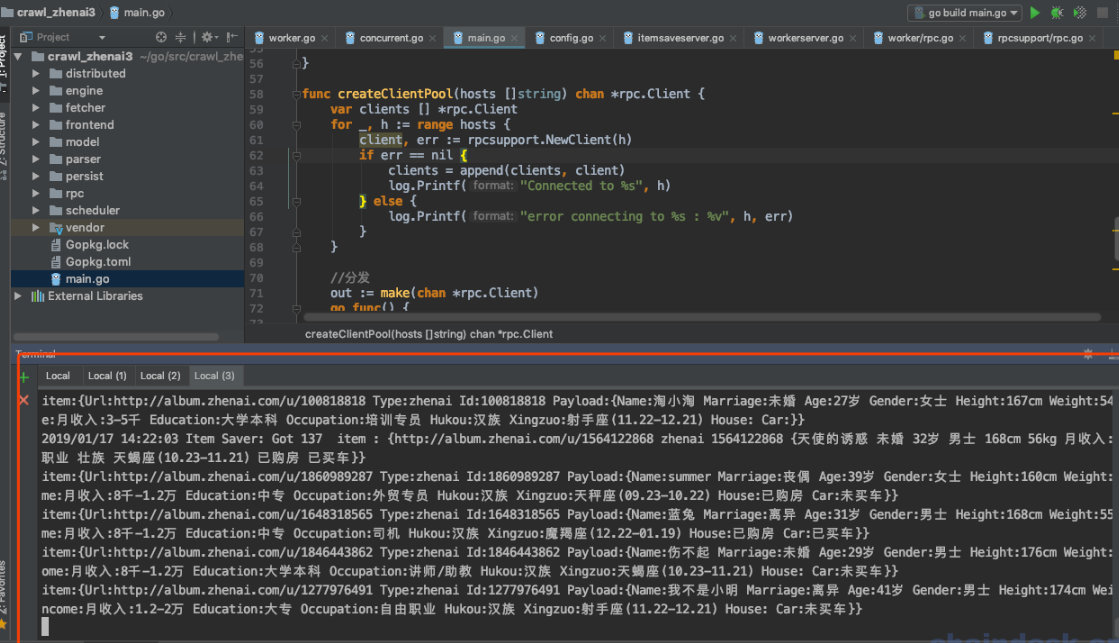 crawl_zhenai3 main.go go build main.go
Project
worker.go concurrent.go main.go config.go itemsaveserver.go workerserver.go worker/rpc.go rpcsupport/rpc.go
1: Project
Z: Structure
2: Favorites
crawl_zhenai3 ~/go/src/crawl_zhe
distributed
engine
fetcher
frontend
model
parser
persist
rpc
scheduler
vendor
Gopkg.lock
Gopkg.toml
main.go
External Libraries
56 }
57
58 func createClientPool(hosts []string) chan *rpc.Client {
59 var clients [] *rpc.Client
60 for _, h := range hosts {
61 client, err := rpcsupport.NewClient(h)
62 if err == nil {
63 clients = append(clients, client)
64 log.Printf( format: "Connected to %s", h)
65 } else {
66 log.Printf( format: "error connecting to %s : %v", h, err)
67 }
68 }
69
70 //分发
71 out := make(chan *rpc.Client)
72 go func() {
createClientPool(hosts []string) chan *rpc.Client
Terminal
Local Local (1) Local (2) Local (3)
item:{Url:http://album.zhenai.com/u/100818818 Type:zhenai Id:100818818 Payload:{Name:淘小淘 Marriage:未婚 Age:27岁 Gender:女士 Height:167cm Weight:54
e:月收入:3-5千 Education:大学本科 Occupation:培训专员 Hukou:汉族 Xingzuo:射手座(11.22-12.21) House: Car:}}
2019/01/17 14:22:03 Item Saver: Got 137 item : {http://album.zhenai.com/u/1564122868 zhenai 1564122868 {天使的诱惑 未婚 32岁 男士 168cm 56kg 月收入:
职业 壮族 天蝎座(10.23-11.21) 已购房 已买车}}
item:{Url:http://album.zhenai.com/u/1860989287 Type:zhenai Id:1860989287 Payload:{Name:summer Marriage:丧偶 Age:39岁 Gender:女士 Height:160cm Weight:
me:月收入:8千-1.2万 Education:中专 Occupation:外贸专员 Hukou:汉族 Xingzuo:天秤座(09.23-10.22) House:已购房 Car:未买车}}
item:{Url:http://album.zhenai.com/u/1648318565 Type:zhenai Id:1648318565 Payload:{Name:蓝兔 Marriage:离异 Age:31岁 Gender:男士 Height:168cm Weight:55
me:月收入:8千-1.2万 Education:中专 Occupation:司机 Hukou:汉族 Xingzuo:魔羯座(12.22-01.19) House:已购房 Car:已买车}}
item:{Url:http://album.zhenai.com/u/1846443862 Type:zhenai Id:1846443862 Payload:{Name:伤不起 Marriage:未婚 Age:29岁 Gender:男士 Height:176cm Weight:
ome:月收入:8千-1.2万 Education:大学本科 Occupation:讲师/助教 Hukou:汉族 Xingzuo:天蝎座(10.23-11.21) House: Car:未买车}}
item:{Url:http://album.zhenai.com/u/1277976491 Type:zhenai Id:1277976491 Payload:{Name:我不是小明 Marriage:离异 Age:41岁 Gender:男士 Height:174cm Wei
ncome:月收入:1.2-2万 Education:大专 Occupation:自由职业 Hukou:汉族 Xingzuo:射手座(11.22-12.21) House: Car:未买车}}